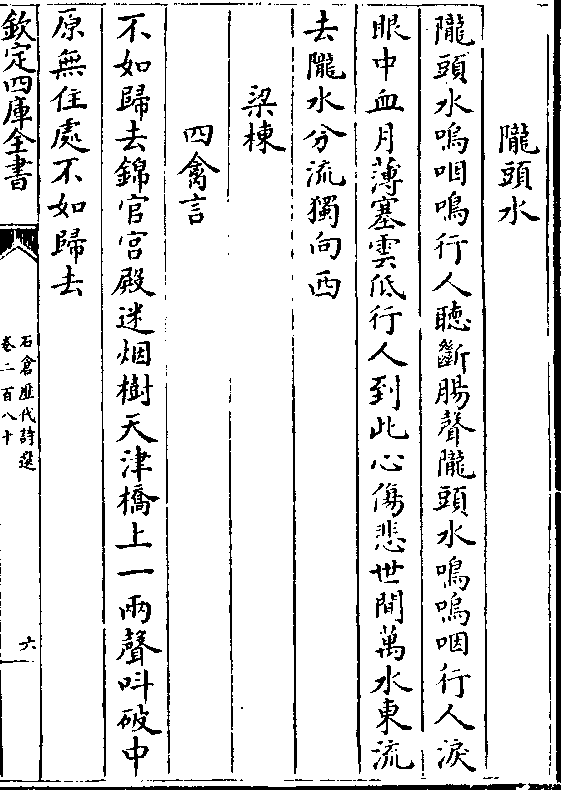 隴頭水
隴頭水嗚咽鳴行人聽斷腸聲隴頭水鳴嗚咽行人淚
眼中血月薄塞雲低行人到此心傷悲世間萬水東流
去隴水分流獨向西
梁棟
四禽言
不如歸去錦官宮殿迷烟樹天津橋上一兩聲叫破中
原無住處不如歸去
欽定四庫全書
石倉歴代詩選
卷二百八十
六